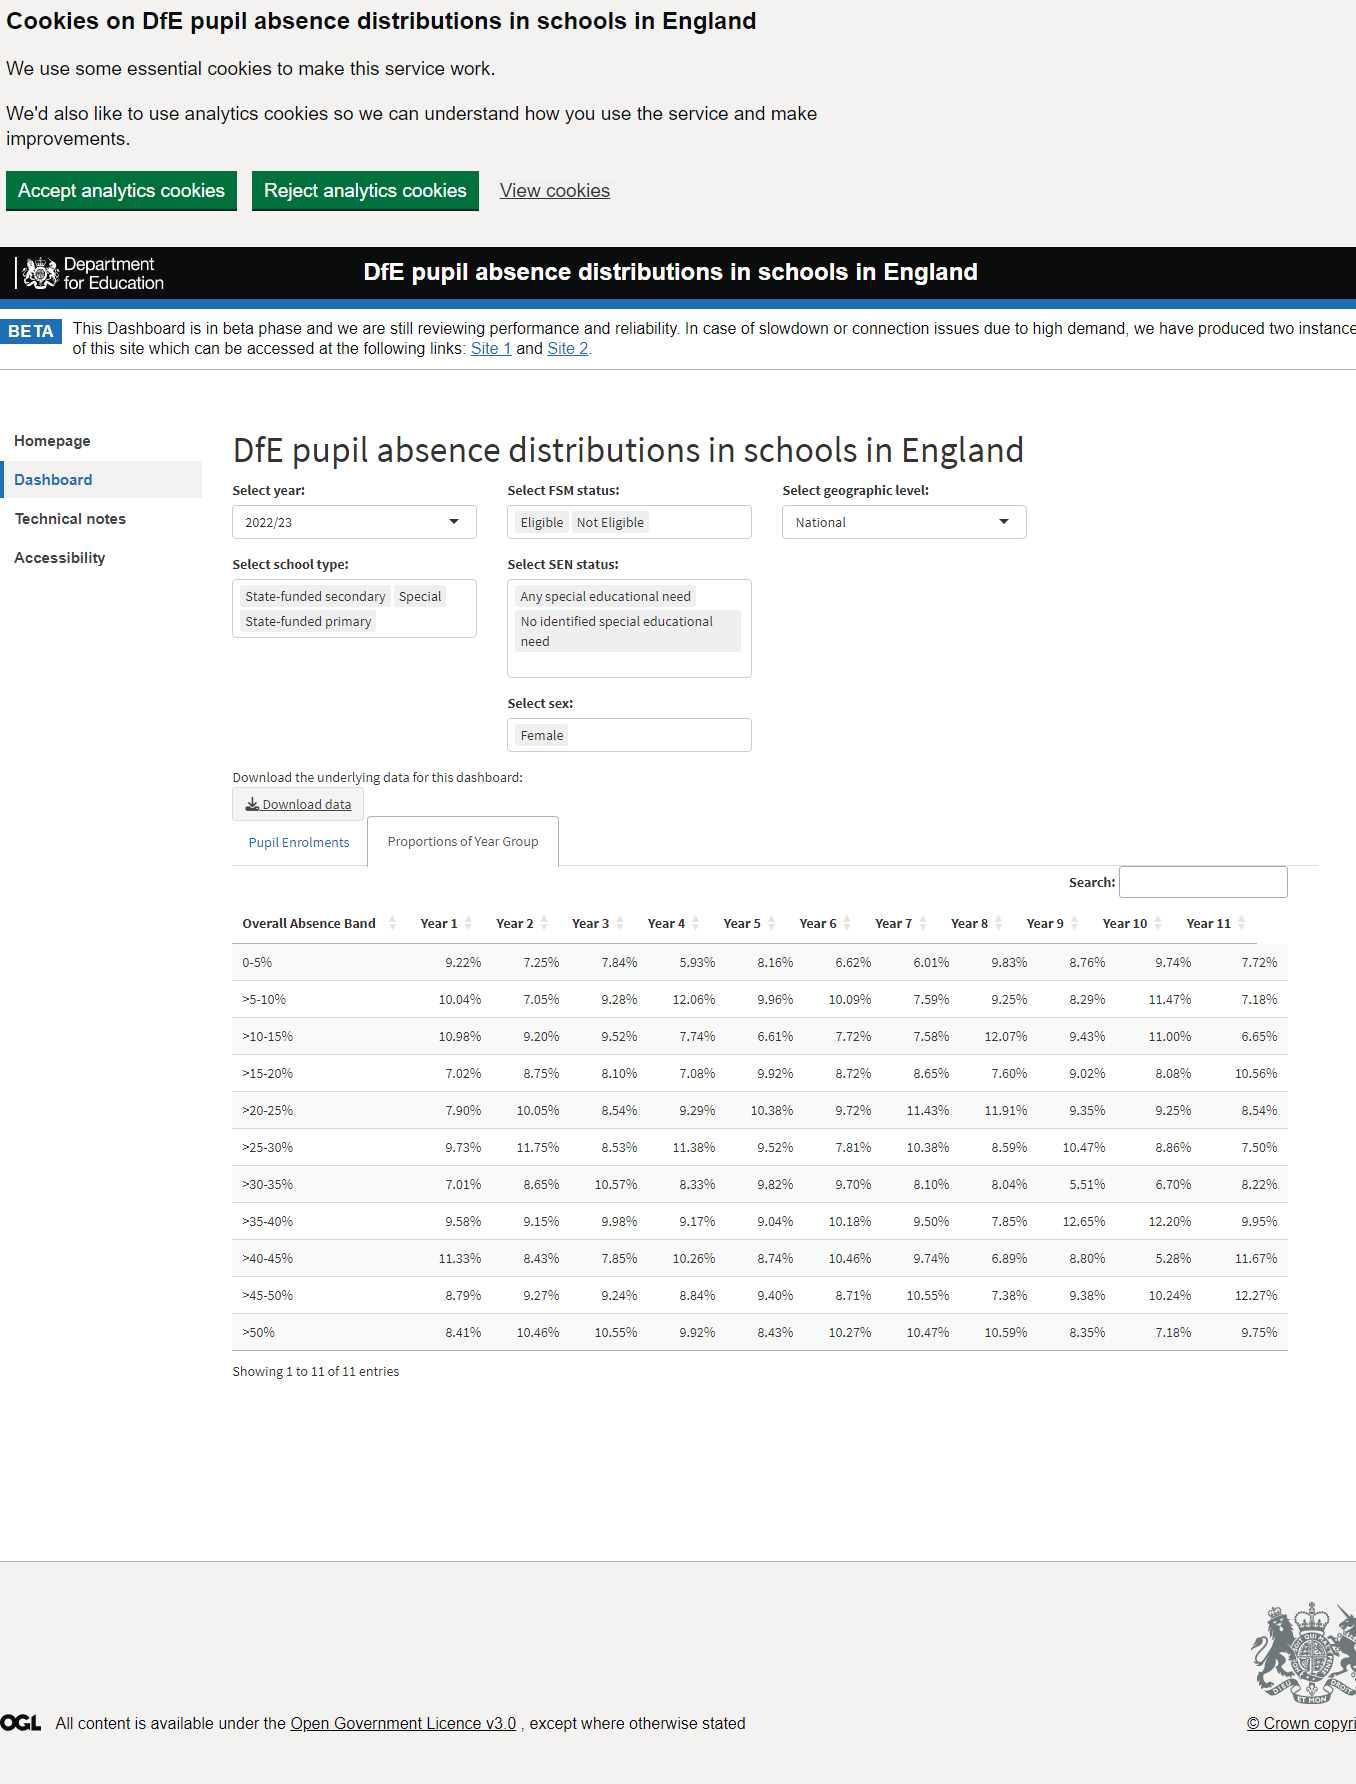 Cookies on DfE pupil absence distributions in schools in England
We use some essential cookies to make this service work.
We'd also like to use analytics cookies so we can understand how you use the service and make
improvements.
Accept analytics cookies Reject analytics cookies View cookies
Department
for Education
DfE pupil absence distributions in schools in England
BETA This Dashboard is in beta phase and we are still reviewing performance and reliability. In case of slowdown or connection issues due to high demand, we have produced two instance
of this site which can be accessed at the following links: Site 1 and Site 2.
Homepage
Dashboard
Technical notes
Accessibility
DfE pupil absence distributions in schools in England
Select year: Select FSM status: Select geographic level:
2022/23 Eligible Not Eligible National
Select school type: Select SEN status:
State-funded secondary Special Any special educational need
State-funded primary No identified special educational
need
Select sex:
Female
Download the underlying data for this dashboard:
Download data
Pupil Enrolments Proportions of Year Group
Search:
Overall Absence Band Year 1 Year 2 Year 3 Year 4 Year 5 Year 6 Year 7 Year 8 Year 9 Year 10 Year 11
0-5% 9.22% 7.25% 7.84% 5.93% 8.16% 6.62% 6.01% 9.83% 8.76% 9.74% 7.72%
>5-10% 10.04% 7.05% 9.28% 12.06% 9.96% 10.09% 7.59% 9.25% 8.29% 11.47% 7.18%
>10-15% 10.98% 9.20% 9.52% 7.74% 6.61% 7.72% 7.58% 12.07% 9.43% 11.00% 6.65%
>15-20% 7.02% 8.75% 8.10% 7.08% 9.92% 8.72% 8.65% 7.60% 9.02% 8.08% 10.56%
>20-25% 7.90% 10.05% 8.54% 9.29% 10.38% 9.72% 11.43% 11.91% 9.35% 9.25% 8.54%
>25-30% 9.73% 11.75% 8.53% 11.38% 9.52% 7.81% 10.38% 8.59% 10.47% 8.86% 7.50%
>30-35% 7.01% 8.65% 10.57% 8.33% 9.82% 9.70% 8.10% 8.04% 5.51% 6.70% 8.22%
>35-40% 9.58% 9.15% 9.98% 9.17% 9.04% 10.18% 9.50% 7.85% 12.65% 12.20% 9.95%
>40-45% 11.33% 8.43% 7.85% 10.26% 8.74% 10.46% 9.74% 6.89% 8.80% 5.28% 11.67%
>45-50% 8.79% 9.27% 9.24% 8.84% 9.40% 8.71% 10.55% 7.38% 9.38% 10.24% 12.27%
>50% 8.41% 10.46% 10.55% 9.92% 8.43% 10.27% 10.47% 10.59% 8.35% 7.18% 9.75%
Showing 1 to 11 of 11 entries
DIEU ET MON DROIT
OGL All content is available under the Open Government Licence v3.0 , except where otherwise stated
© Crown copyri